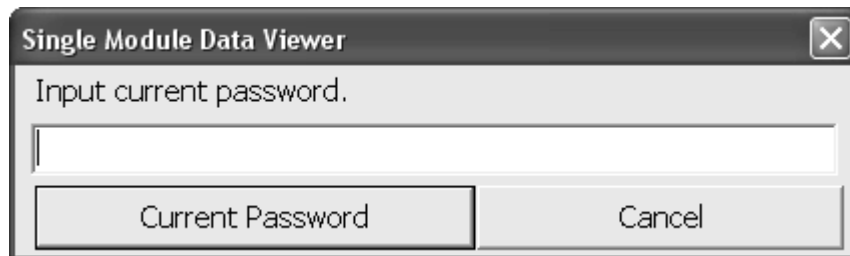 Single Module Data Viewer
Input current password.
Current Password Cancel